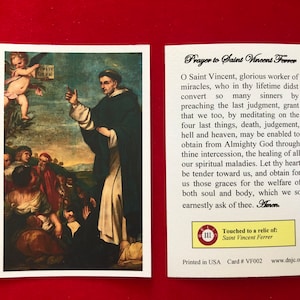 Prayer to Saint Vincent Ferrer
O Saint Vincent, glorious worker of
miracles, who in thy lifetime didst
convert so many sinners by
preaching the last judgment, grant
that we too, by meditating on the
four last things, death, judgement,
hell and heaven, may be enabled to
obtain from Almighty God through
thine intercession, the healing of all
our spiritual maladies. Let thy heart
be tender toward us, and obtain for
us those graces for the welfare of
both soul and body, which we so
earnestly ask of thee. Amen.
Touched to a relic of:
Saint Vincent Ferrer
Printed in USA Card # VF002 www.dejo.